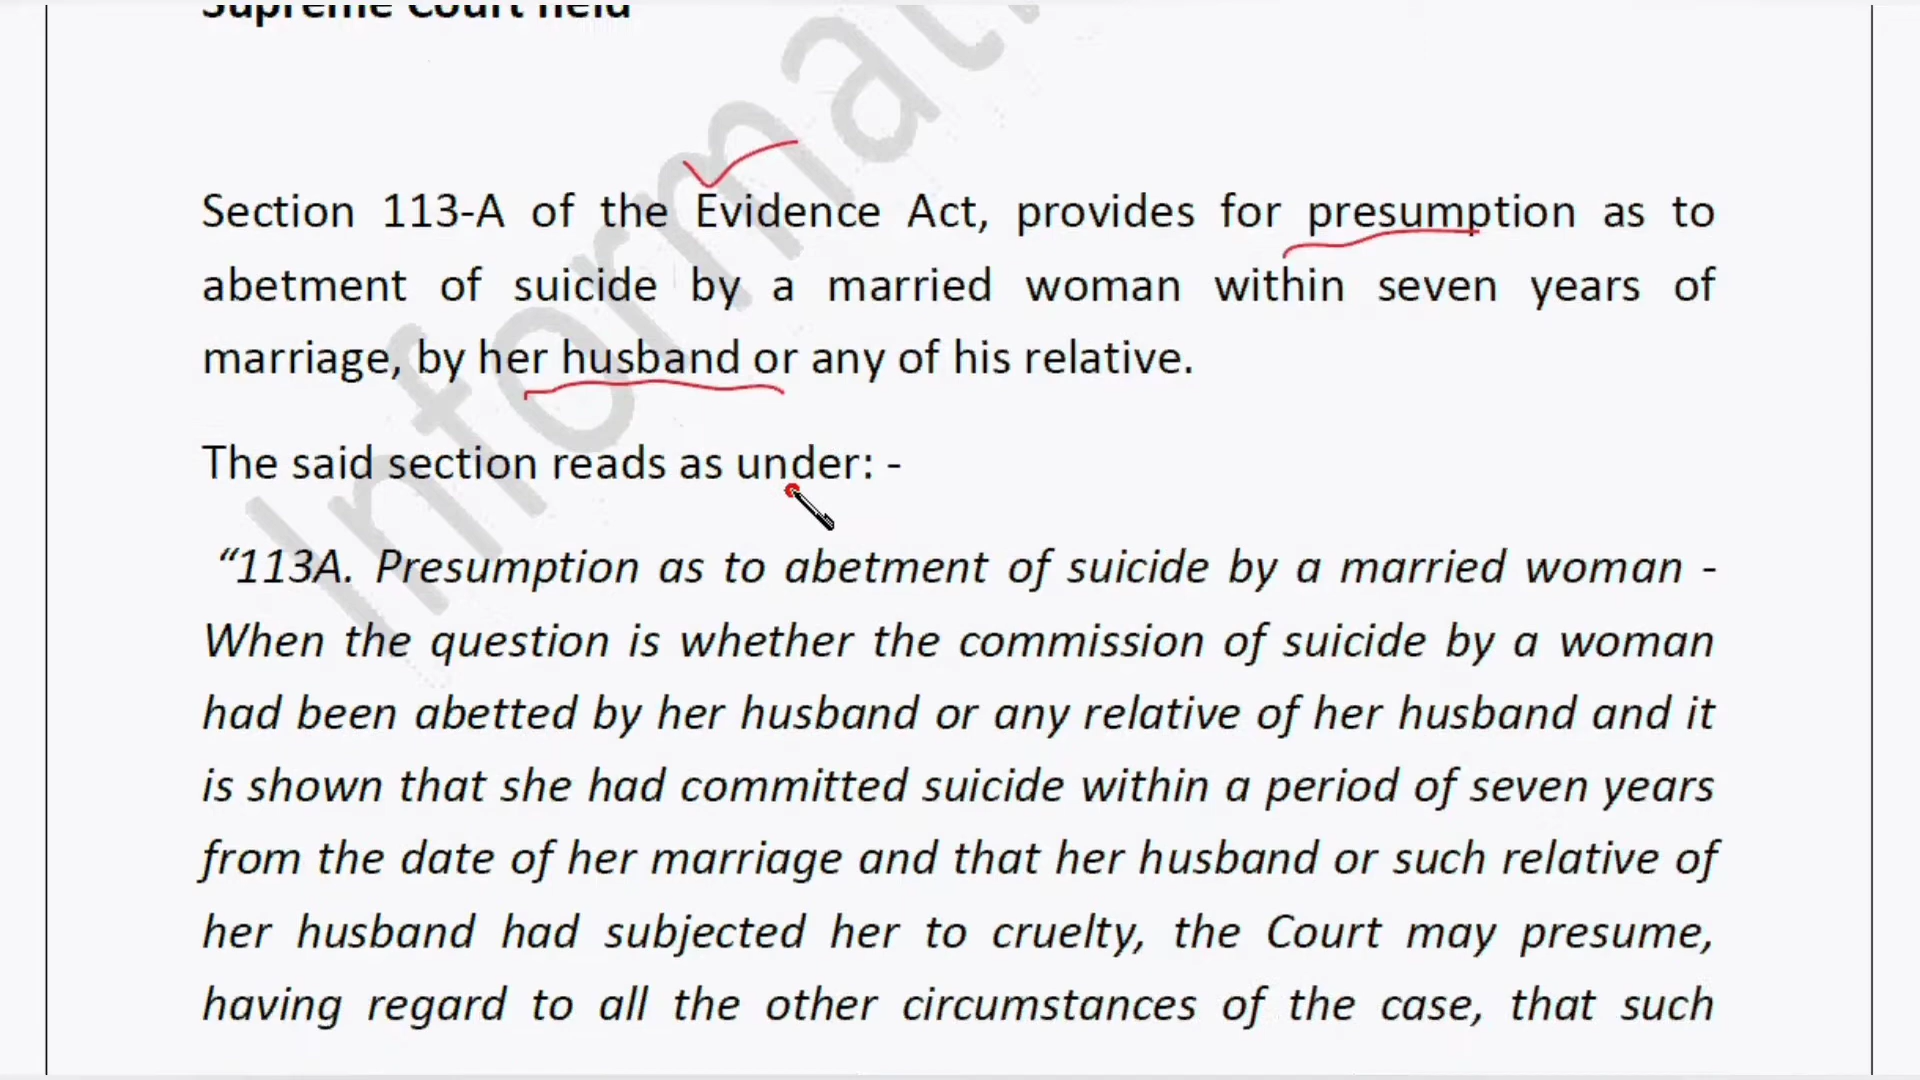 Supreme Court held
Section 113-A of the Evidence Act, provides for presumption as to
abetment of suicide by a married woman within seven years of
marriage, by her husband or any of his relative.
The said section reads as under: -
“113A. Presumption as to abetment of suicide by a married woman -
When the question is whether the commission of suicide by a woman
had been abetted by her husband or any relative of her husband and it
is shown that she had committed suicide within a period of seven years
from the date of her marriage and that her husband or such relative of
her husband had subjected her to cruelty, the Court may presume,
having regard to all the other circumstances of the case, that such